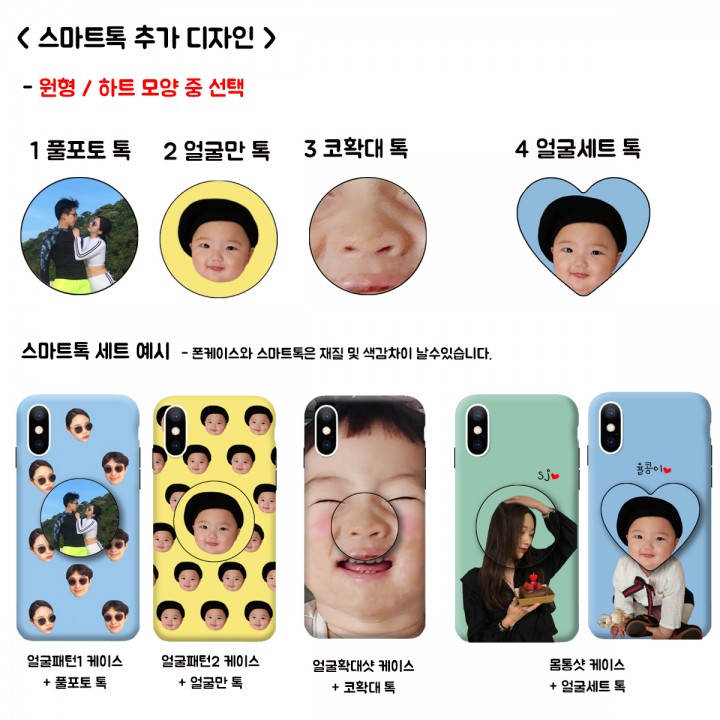 < 스마트톡 추가 디자인 >
- 원형 / 하트 모양 중 선택
1 풀포토 톡 2 얼굴만 톡 3 코확대 톡 4 얼굴세트 톡
스마트톡 세트 예시 - 폰케이스와 스마트톡은 재질 및 색감차이 날수있습니다.
sj
얼굴패턴1 케이스 + 풀포토 톡
얼굴패턴2 케이스 + 얼굴만 톡
얼굴확대샷 케이스 + 코확대 톡
몸통샷 케이스 + 얼굴세트 톡